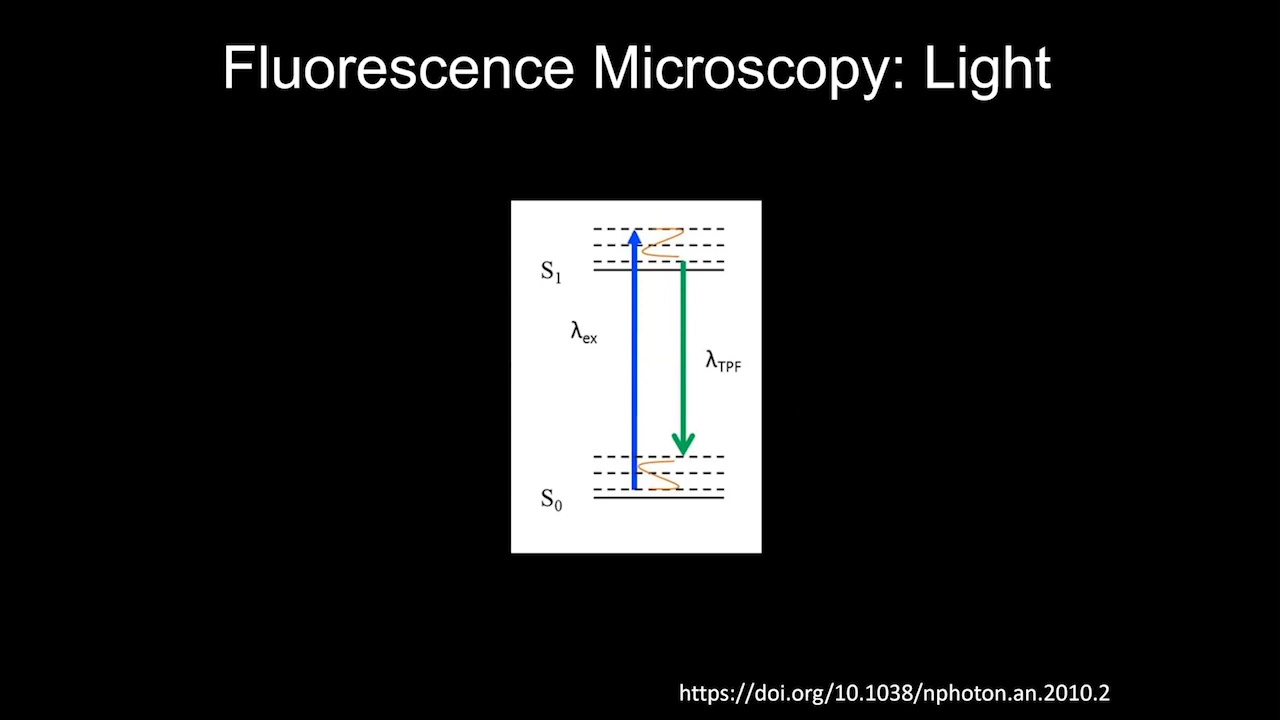 Fluorescence Microscopy: Light
S₁
λex
λTPF
S₀
https://doi.org/10.1038/nphoton.an.2010.2